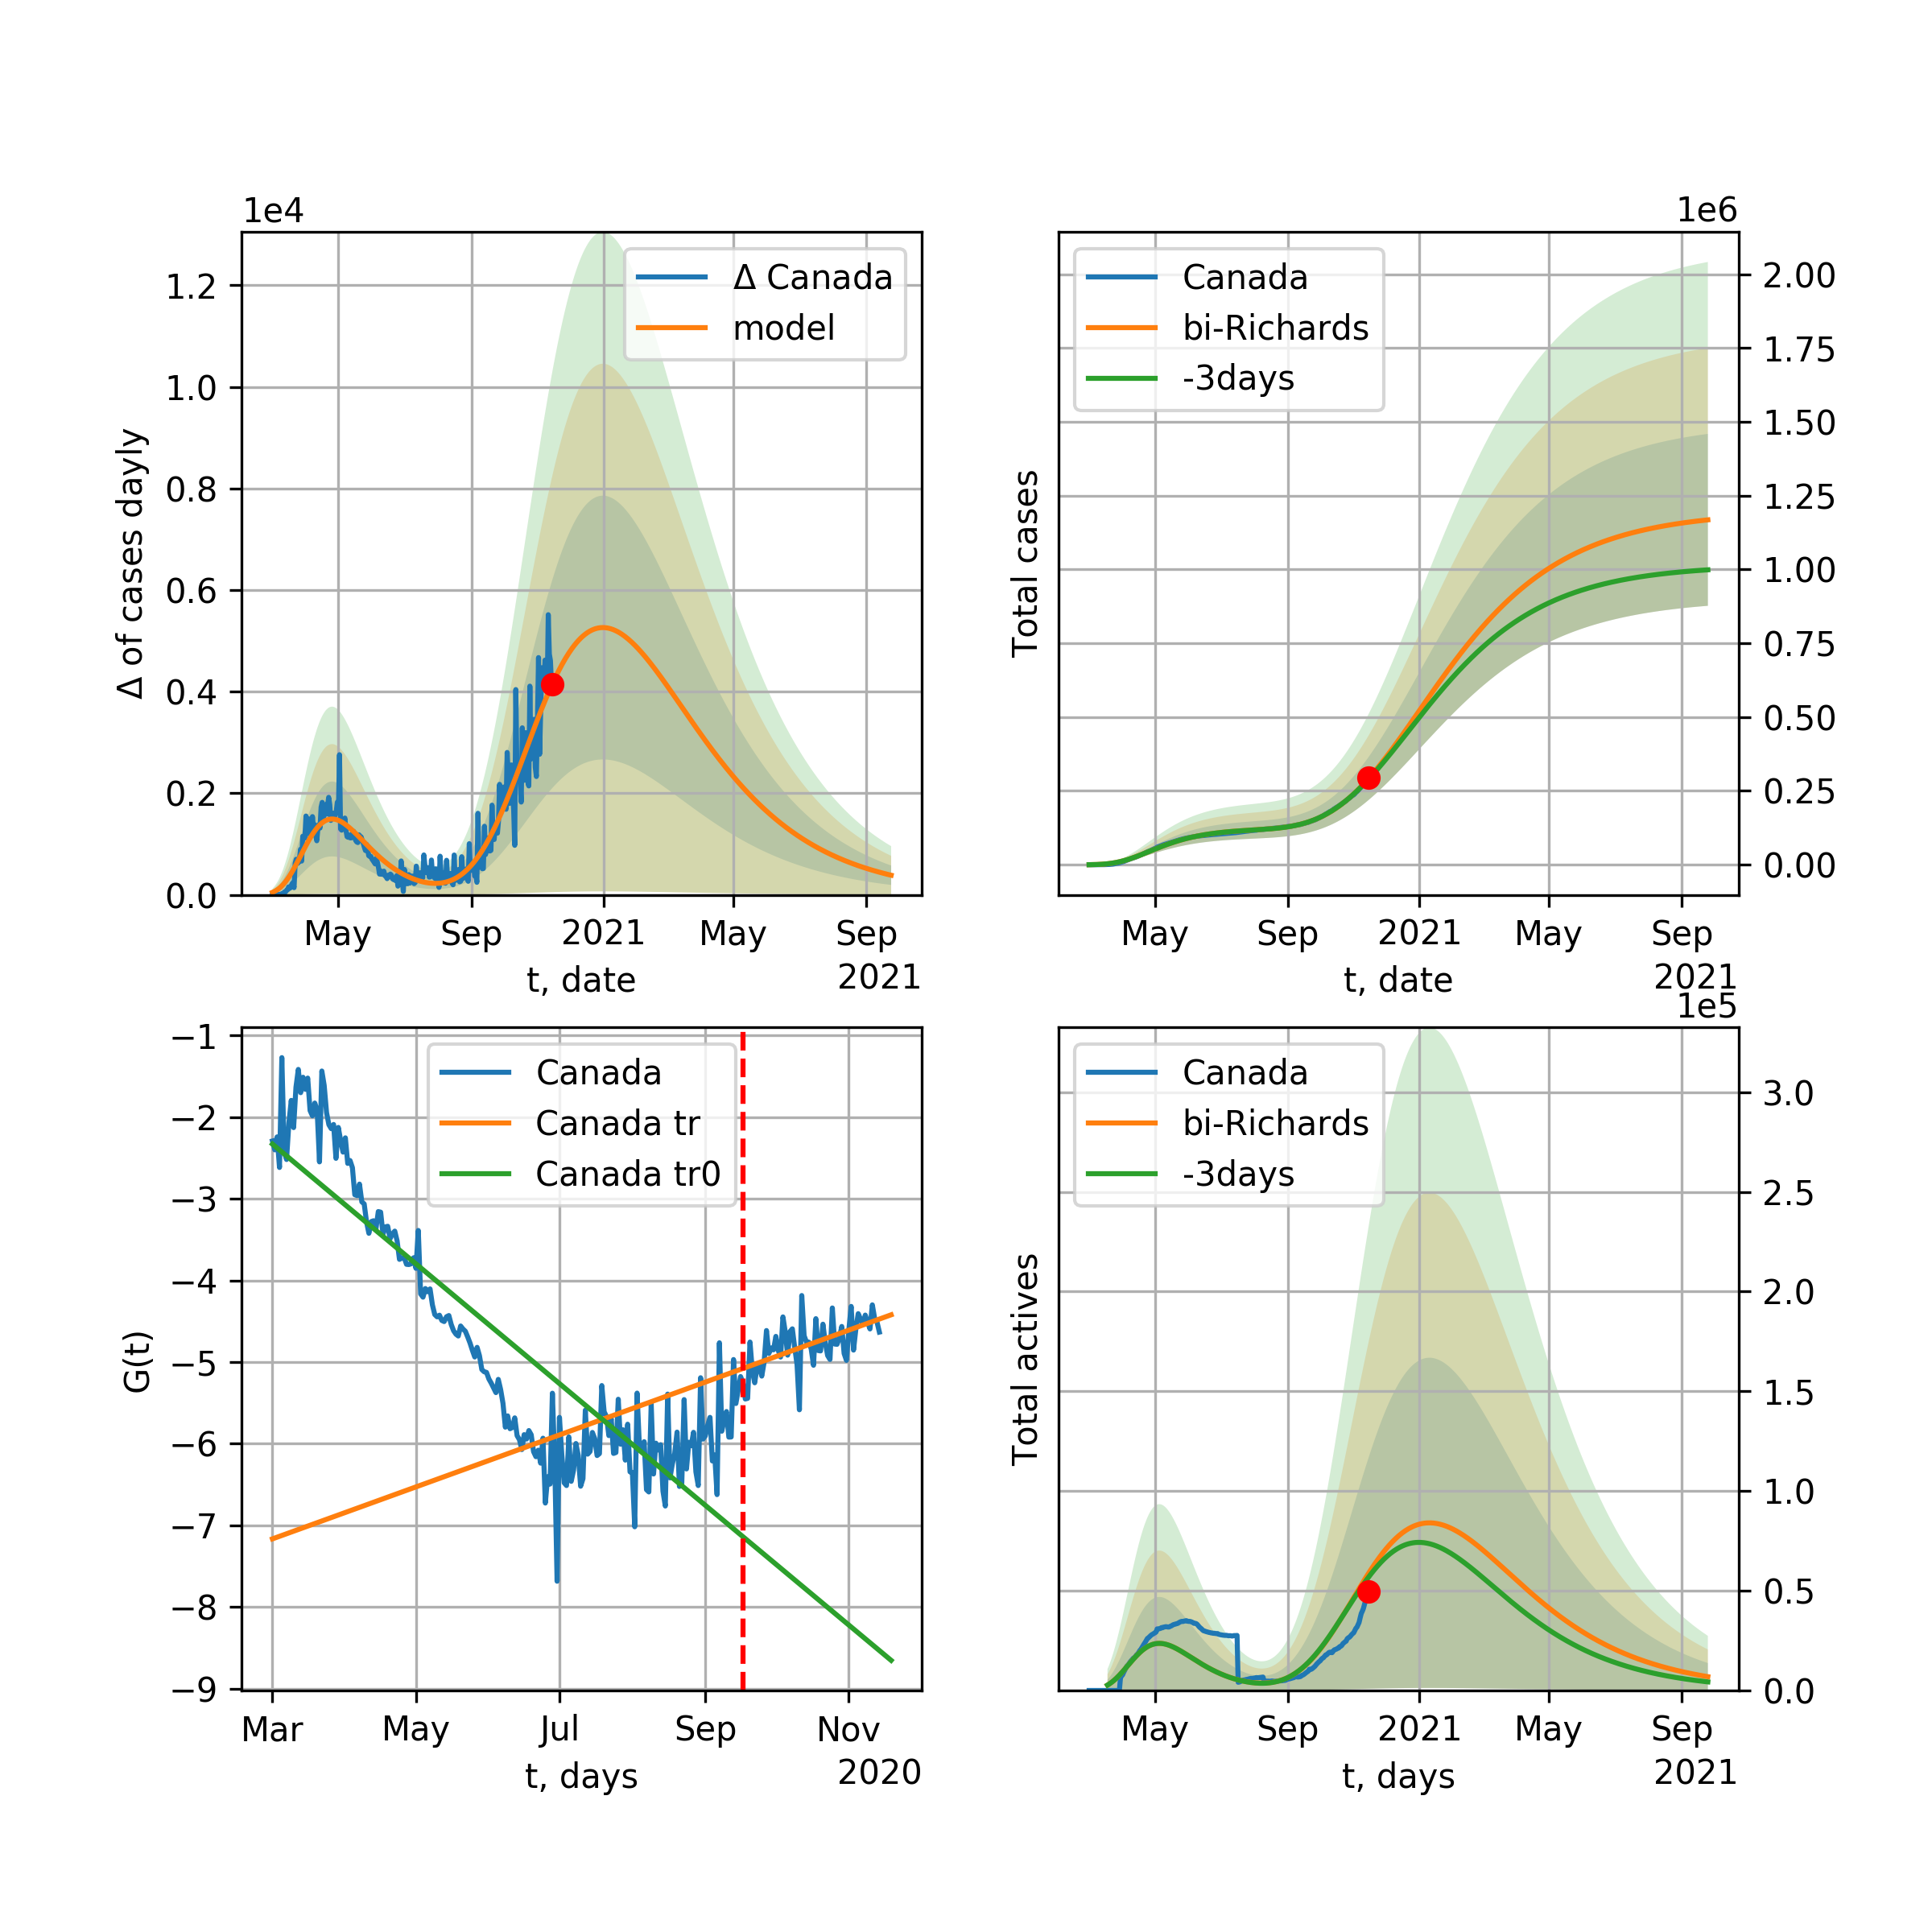 1e4
Δ of cases dayly
1.2
1.0
0.8
0.6
0.4
0.2
0.0
Δ Canada
model
May Sep 2021 May Sep
2021
t, date
1e6
Total cases
Canada
bi-Richards
-3days
2.00
1.75
1.50
1.25
1.00
0.75
0.50
0.25
0.00
May Sep 2021 May Sep
2021
t, date
G(t)
−1
−2
−3
−4
−5
−6
−7
−8
−9
Canada
Canada tr
Canada tr0
Mar May Jul Sep Nov
2020
t, days
1e5
Total actives
Canada
bi-Richards
-3days
3.0
2.5
2.0
1.5
1.0
0.5
0.0
May Sep 2021 May Sep
2021
t, days